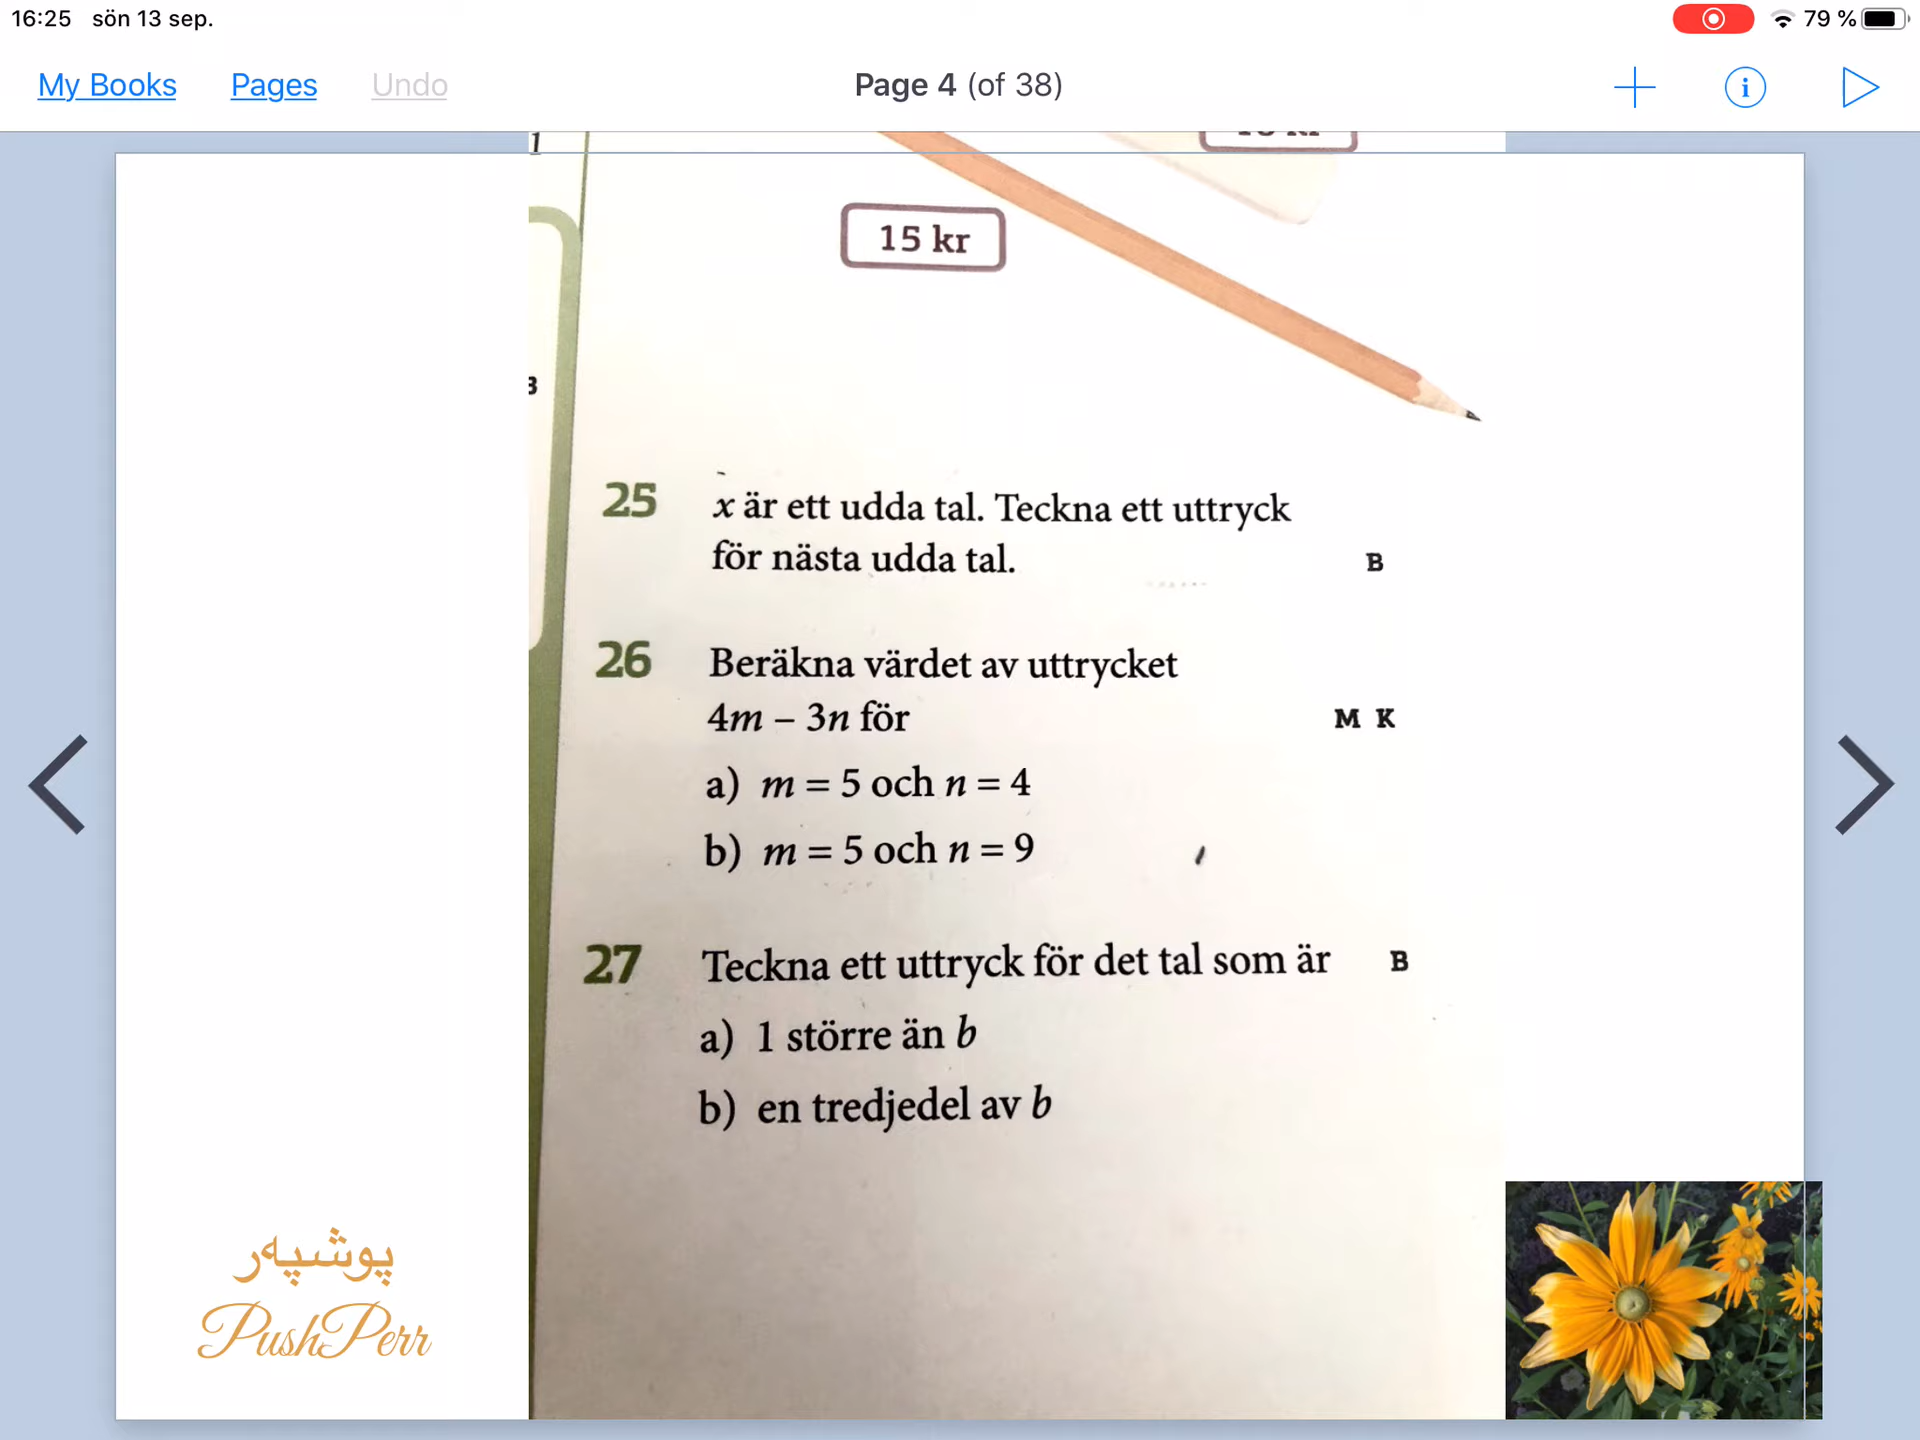 16:25 sön 13 sep.
79 %
My Books Pages Undo
Page 4 (of 38)
1
15 kr
3
25 x är ett udda tal. Teckna ett uttryck
för nästa udda tal. B
26 Beräkna värdet av uttrycket
4m – 3n för M K
a) m = 5 och n = 4
b) m = 5 och n = 9
27 Teckna ett uttryck för det tal som är B
a) 1 större än b
b) en tredjedel av b
پوشپەر
PushPerr